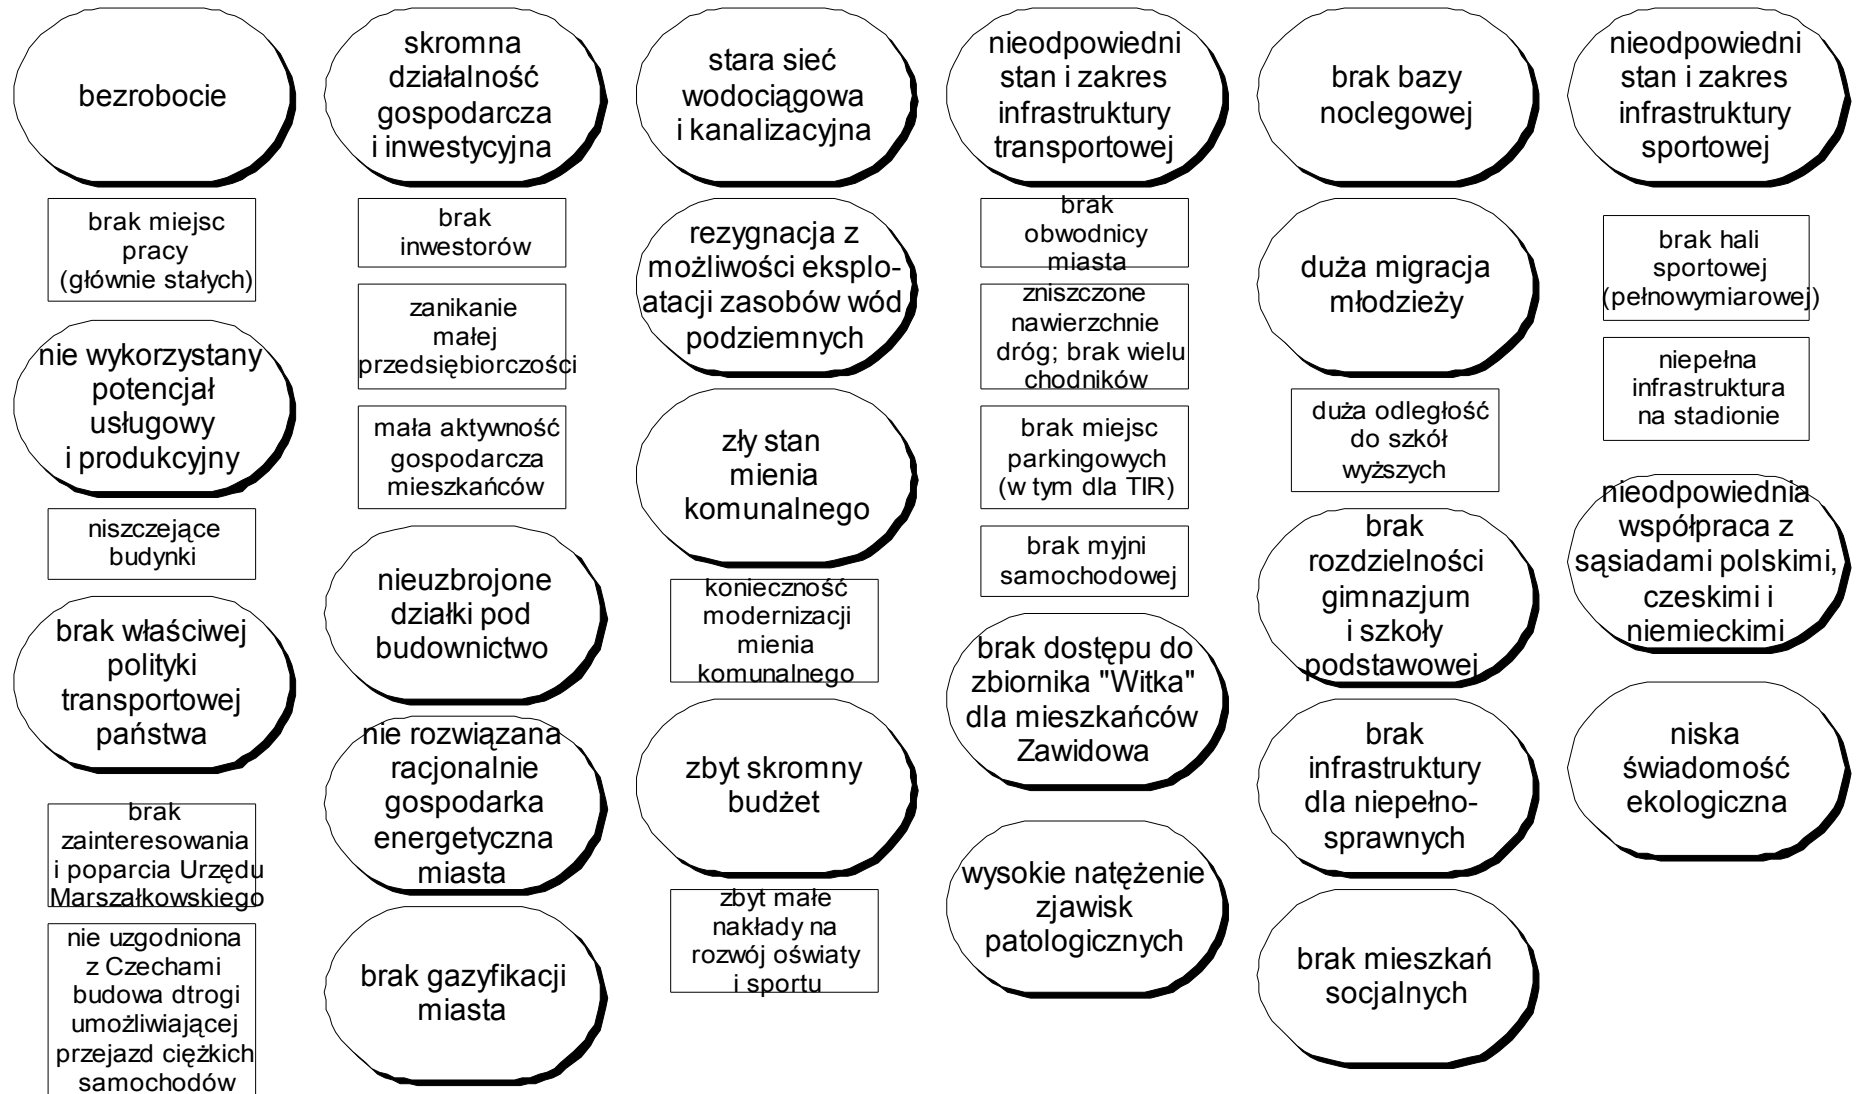 bezrobocie
brak miejsc
pracy
(głównie stałych)
nie wykorzystany
potencjał
usługowy
i produkcyjny
niszczejące
budynki
brak właściwej
polityki
transportowej
państwa
brak
zainteresowania
i poparcia Urzędu
Marszałkowskiego
nie uzgodniona
z Czechami
budowa dtrogi
umożliwiającej
przejazd ciężkich
samochodów
skromna
działalność
gospodarcza
i inwestycyjna
brak
inwestorów
zanikanie
małej
przedsiębiorczości
mała aktywność
gospodarcza
mieszkańców
nieuzbrojone
działki pod
budownictwo
nie rozwiązana
racjonalnie
gospodarka
energetyczna
miasta
brak gazyfikacji
miasta
stara sieć
wodociągowa
i kanalizacyjna
rezygnacja z
możliwości eksplo-
atacji zasobów wód
podziemnych
zły stan
mienia
komunalnego
konieczność
modernizacji
mienia
komunalnego
zbyt skromny
budżet
zbyt małe
nakłady na
rozwój oświaty
i sportu
nieodpowiedni
stan i zakres
infrastruktury
transportowej
brak
obwodnicy
miasta
zniszczone
nawierzchnie
dróg; brak wielu
chodników
brak miejsc
parkingowych
(w tym dla TIR)
brak myjni
samochodowej
brak dostępu do
zbiornika "Witka"
dla mieszkańców
Zawidowa
wysokie natężenie
zjawisk
patologicznych
brak bazy
noclegowej
duża migracja
młodzieży
duża odległość
do szkół
wyższych
brak
rozdzielności
gimnazjum
i szkoły
podstawowej
brak
infrastruktury
dla niepełno-
sprawnych
brak mieszkań
socjalnych
nieodpowiedni
stan i zakres
infrastruktury
sportowej
brak hali
sportowej
(pełnowymiarowej)
niepełna
infrastruktura
na stadionie
nieodpowiednia
współpraca z
sąsiadami polskimi,
czeskimi i
niemieckimi
niska
świadomość
ekologiczna